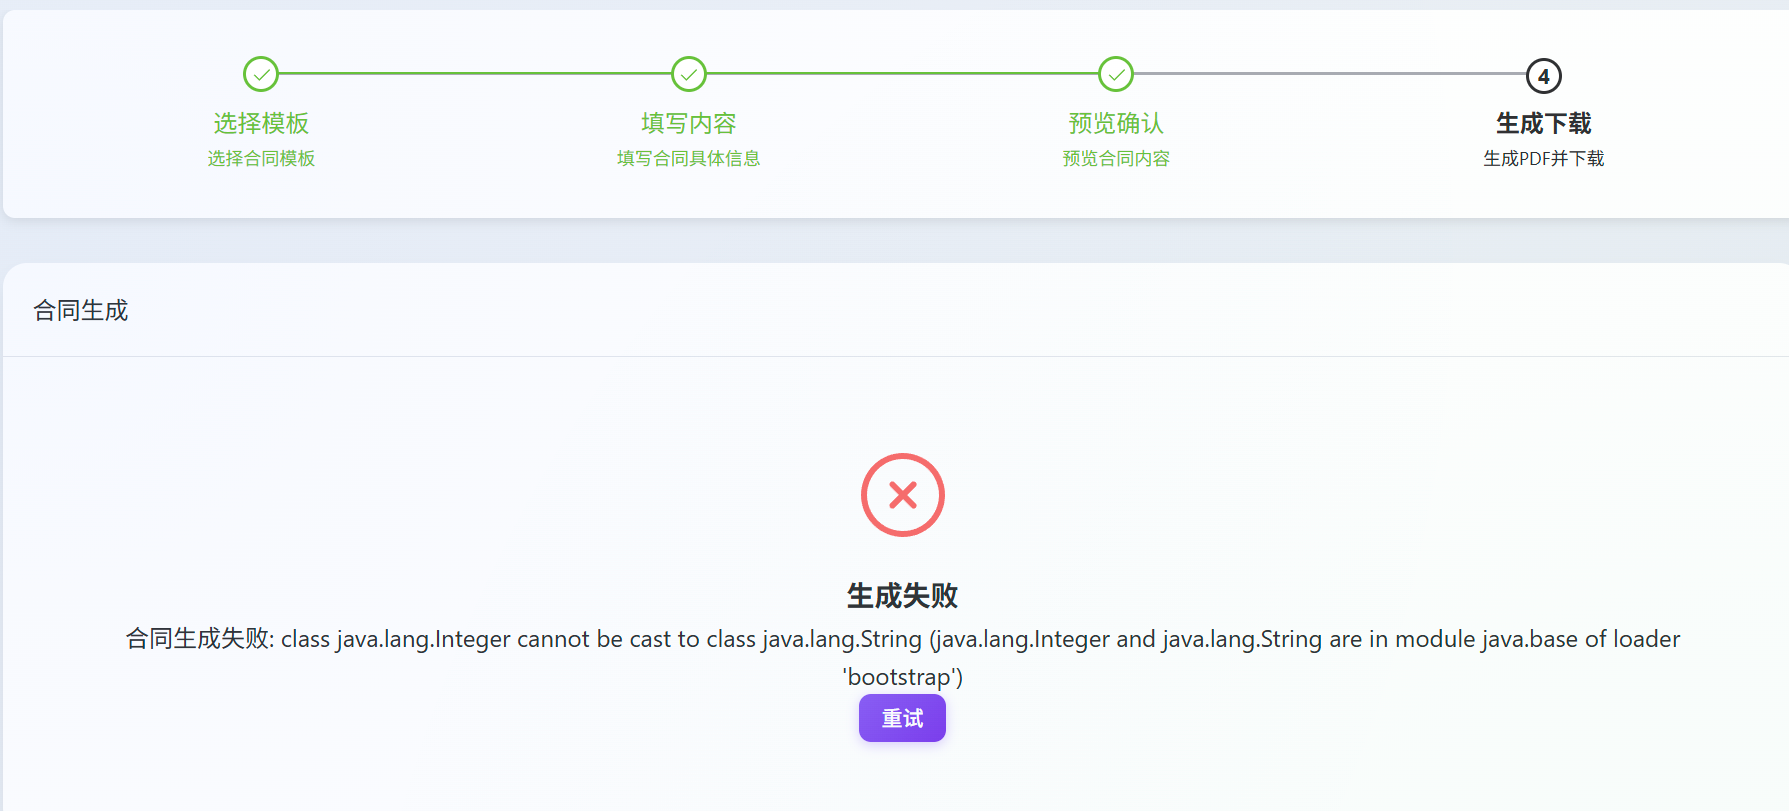 4
选择模板
填写内容
预览确认
生成下载
选择合同模板
填写合同具体信息
预览合同内容
生成PDF并下载
合同生成
生成失败
合同生成失败: class java.lang.Integer cannot be cast to class java.lang.String (java.lang.Integer and java.lang.String are in module java.base of loader
'bootstrap')
重试